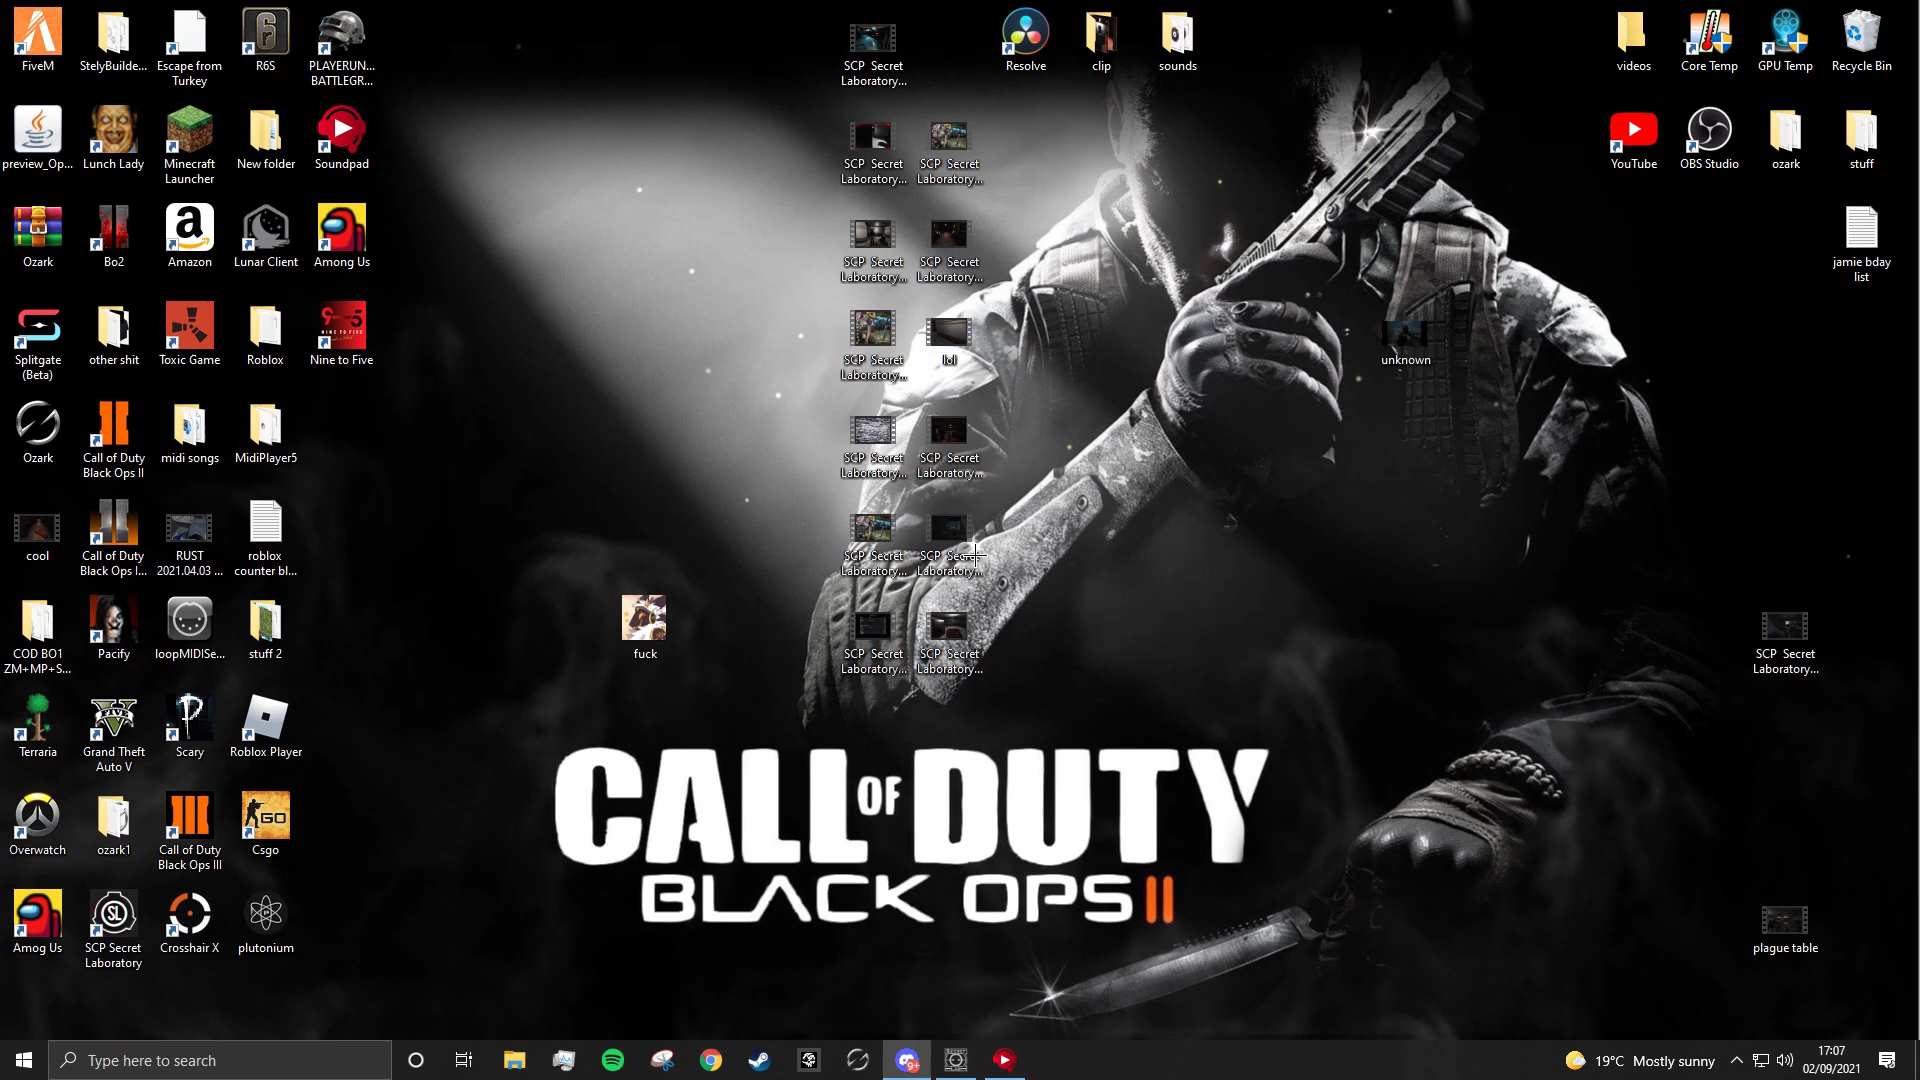 FiveM
StelyBuilde...
Escape from
Turkey
R6S
PLAYERUN...
BATTLEGR...
SCP Secret
Laboratory...
Resolve
clip
sounds
videos
Core Temp
GPU Temp
Recycle Bin
preview_Op...
Lunch Lady
Minecraft
Launcher
New folder
Soundpad
SCP Secret
Laboratory...
SCP Secret
Laboratory...
YouTube
OBS Studio
ozark
stuff
Ozark
Bo2
Amazon
Lunar Client
Among Us
SCP Secret
Laboratory...
SCP Secret
Laboratory...
jamie bday
list
Splitgate
(Beta)
other shit
Toxic Game
Roblox
NINE TO FIVE
Nine to Five
SCP Secret
Laboratory...
lol
unknown
Ozark
Call of Duty
Black Ops II
midi songs
MidiPlayer5
SCP Secret
Laboratory...
SCP Secret
Laboratory...
cool
Call of Duty
Black Ops I...
RUST
2021.04.03 ...
roblox
counter bl...
SCP Secret
Laboratory...
Laboratory...
COD BO1
ZM+MP+S...
Pacify
loopMIDISe...
stuff 2
fuck
SCP Secret
Laboratory...
SCP Secret
Laboratory...
SCP Secret
Laboratory...
Terraria
FIVE
Grand Theft
Auto V
Scary
Roblox Player
CALL OF DUTY
BLACK OPS II
Overwatch
ozark1
Call of Duty
Black Ops III
GO
Csgo
Amog Us
SL
SCP Secret
Laboratory
Crosshair X
plutonium
plague table
Type here to search
9+
19°C Mostly sunny
17:07
02/09/2021